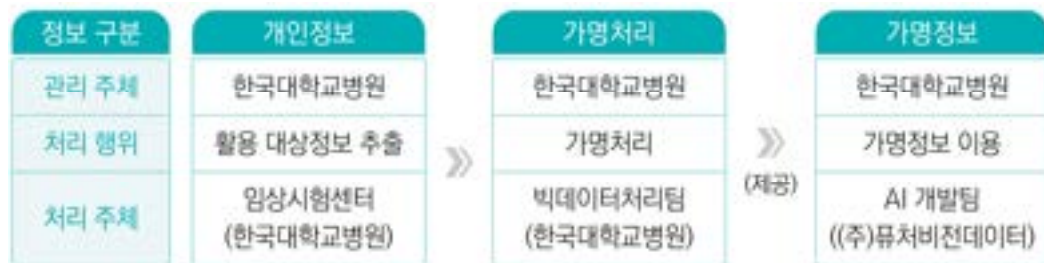 정보 구분 개인정보 가명처리 가명정보
관리 주체 한국대학교병원 한국대학교병원 한국대학교병원
처리 행위 활용 대상정보 추출 가명처리 가명정보 이용
(제공)
처리 주체 임상시험센터 빅데이터처리팀 AI 개발팀
(한국대학교병원) (한국대학교병원) ((주)퓨처비전데이터)